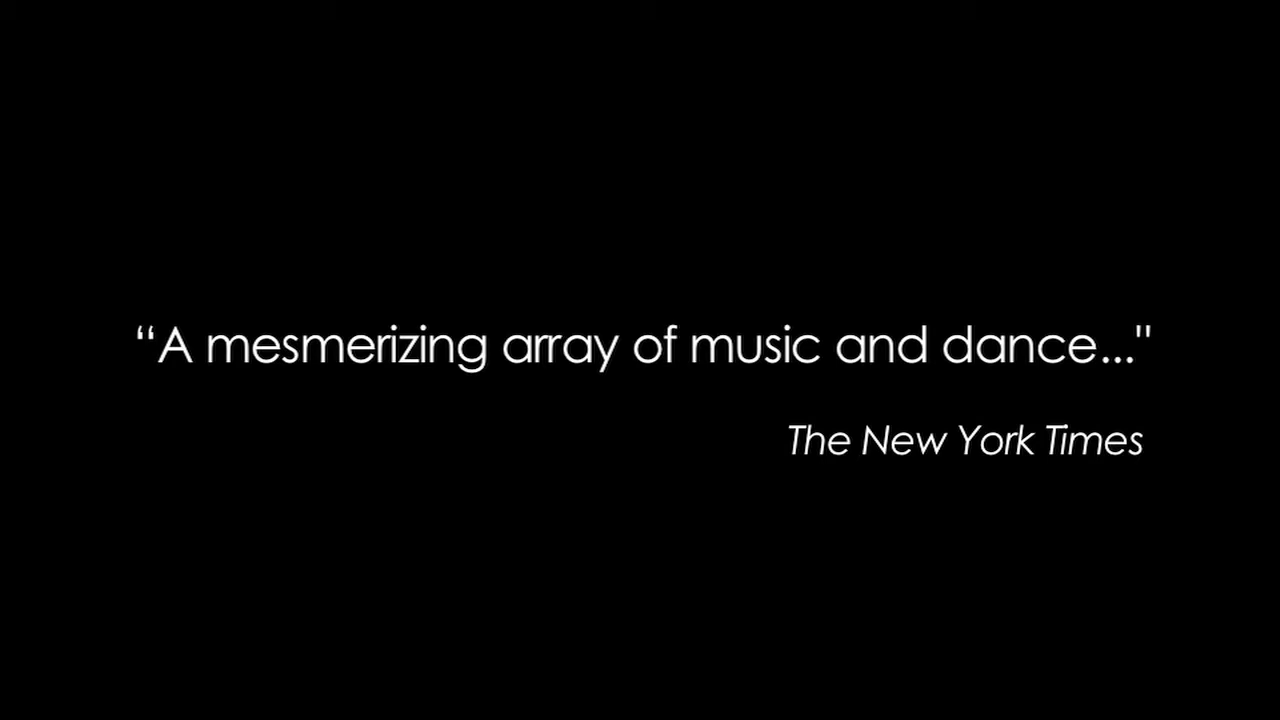 “A mesmerizing array of music and dance..."
The New York Times